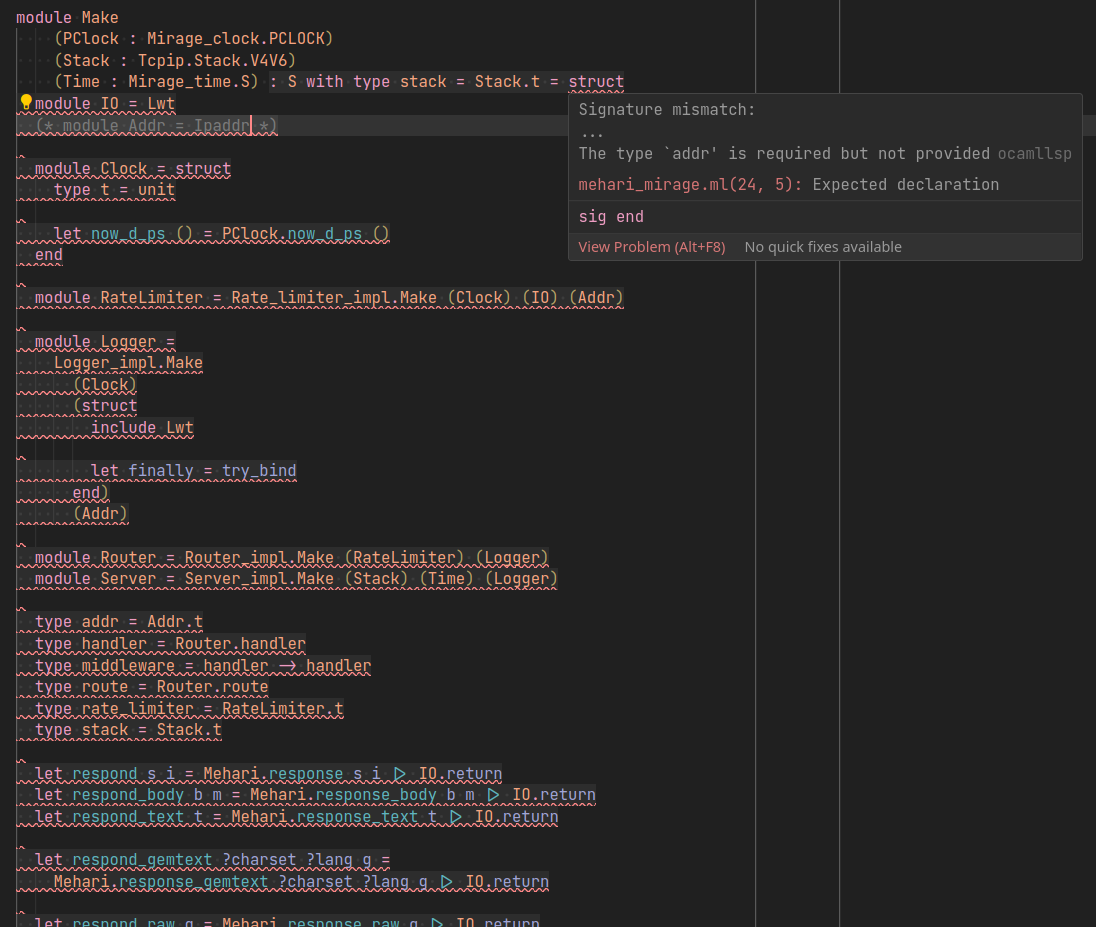 module Make
(PClock : Mirage_clock.PCLOCK)
(Stack : Tcpip.Stack.V4V6)
(Time : Mirage_time.S) : S with type stack = Stack.t = struct
module IO = Lwt
(* module Addr = Ipaddr *)
Signature mismatch:
...
The type `addr' is required but not provided ocamllsp
mehari_mirage.ml(24, 5): Expected declaration
sig end
View Problem (Alt+F8) No quick fixes available
module Clock = struct
type t = unit
let now_d_ps () = PClock.now_d_ps ()
end
module RateLimiter = Rate_limiter_impl.Make (Clock) (IO) (Addr)
module Logger =
Logger_impl.Make
(Clock)
(struct
include Lwt
let finally = try_bind
end)
(Addr)
module Router = Router_impl.Make (RateLimiter) (Logger)
module Server = Server_impl.Make (Stack) (Time) (Logger)
type addr = Addr.t
type handler = Router.handler
type middleware = handler -> handler
type route = Router.route
type rate_limiter = RateLimiter.t
type stack = Stack.t
let respond s i = Mehari.response s i |> IO.return
let respond_body b m = Mehari.response_body b m |> IO.return
let respond_text t = Mehari.response_text t |> IO.return
let respond_gemtext ?charset ?lang g =
Mehari.response_gemtext ?charset ?lang g |> IO.return
let respond_raw g = Mehari.response_raw g |> IO.return